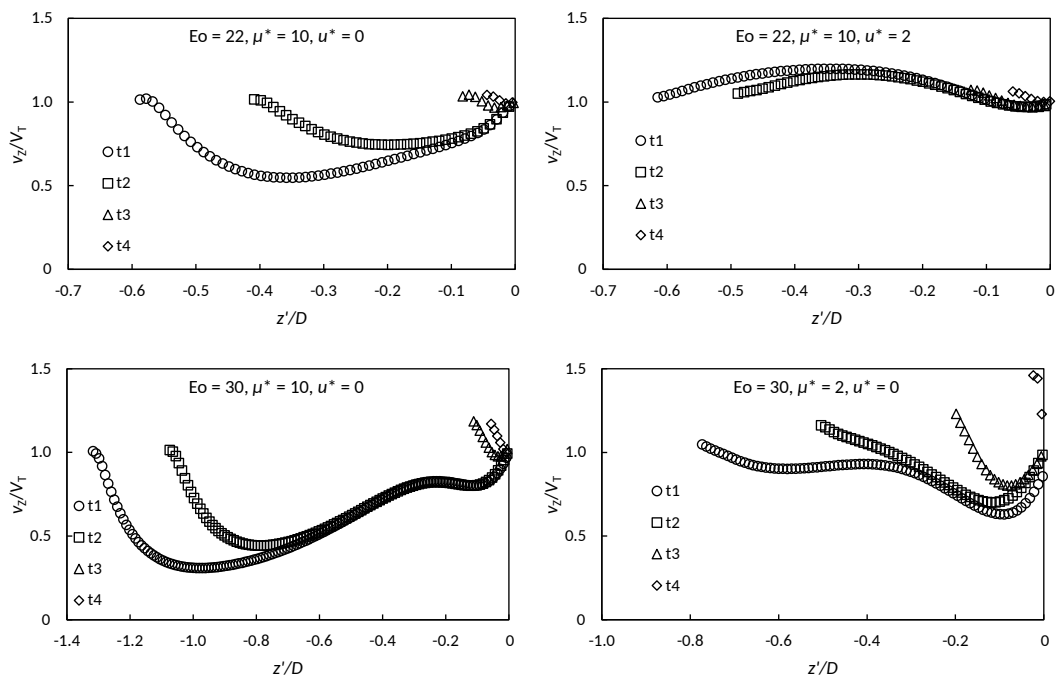 Eo = 22, μ* = 10, u* = 0
1.5
1.0
0.5
0
v_Z/V_T
t1
t2
t3
t4
-0.7 -0.6 -0.5 -0.4 -0.3 -0.2 -0.1 0
z'/D
Eo = 22, μ* = 10, u* = 2
1.5
1.0
0.5
0
v_Z/V_T
t1
t2
t3
t4
-0.7 -0.6 -0.5 -0.4 -0.3 -0.2 -0.1 0
z'/D
Eo = 30, μ* = 10, u* = 0
1.5
1.0
0.5
0
v_Z/V_T
t1
t2
t3
t4
-1.4 -1.2 -1.0 -0.8 -0.6 -0.4 -0.2 0
z'/D
Eo = 30, μ* = 2, u* = 0
1.5
1.0
0.5
0
v_Z/V_T
t1
t2
t3
t4
-1.0 -0.8 -0.6 -0.4 -0.2 0
z'/D